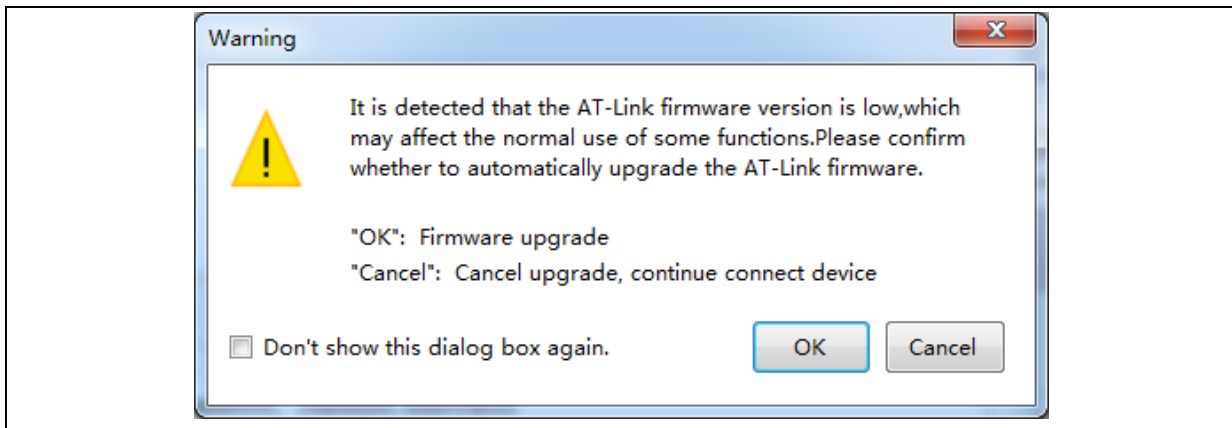 Warning
It is detected that the AT-Link firmware version is low,which
may affect the normal use of some functions.Please confirm
whether to automatically upgrade the AT-Link firmware.
"OK":  Firmware upgrade
"Cancel":  Cancel upgrade, continue connect device
Don't show this dialog box again.
OK
Cancel